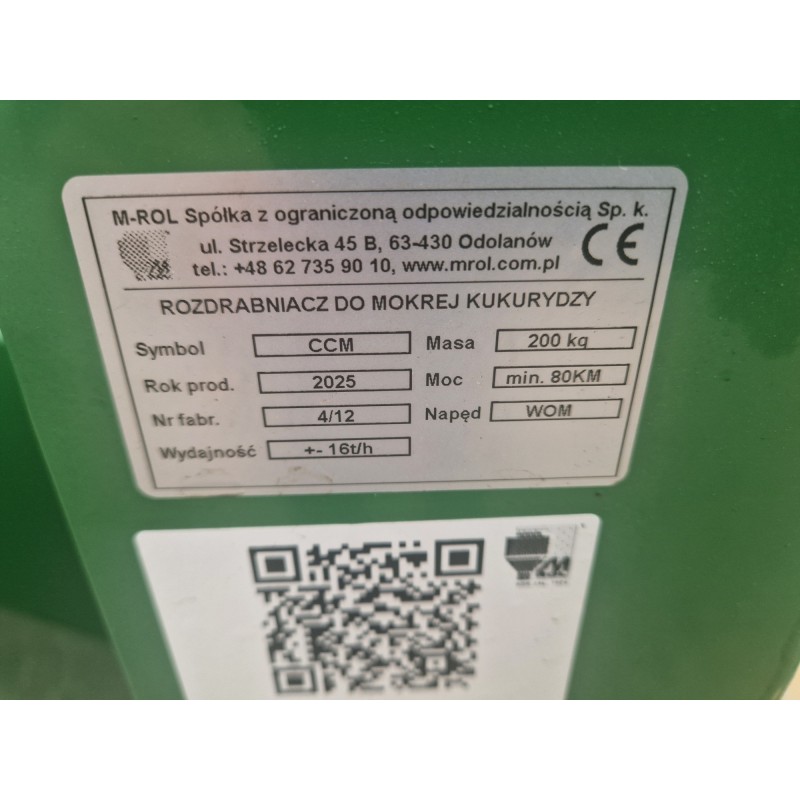 M-ROL Spółka z ograniczoną odpowiedzialnością Sp. k.
ul. Strzelecka 45 B, 63-430 Odolanów
tel.: +48 62 735 90 10, www.mrol.com.pl
CE
ROZDRABNIACZ DO MOKREJ KUKURYDZY
Symbol CCM Masa 200 kg
Rok prod. 2025 Moc min. 80KM
Nr fabr. 4/12 Napęd WOM
Wydajność +- 16t/h